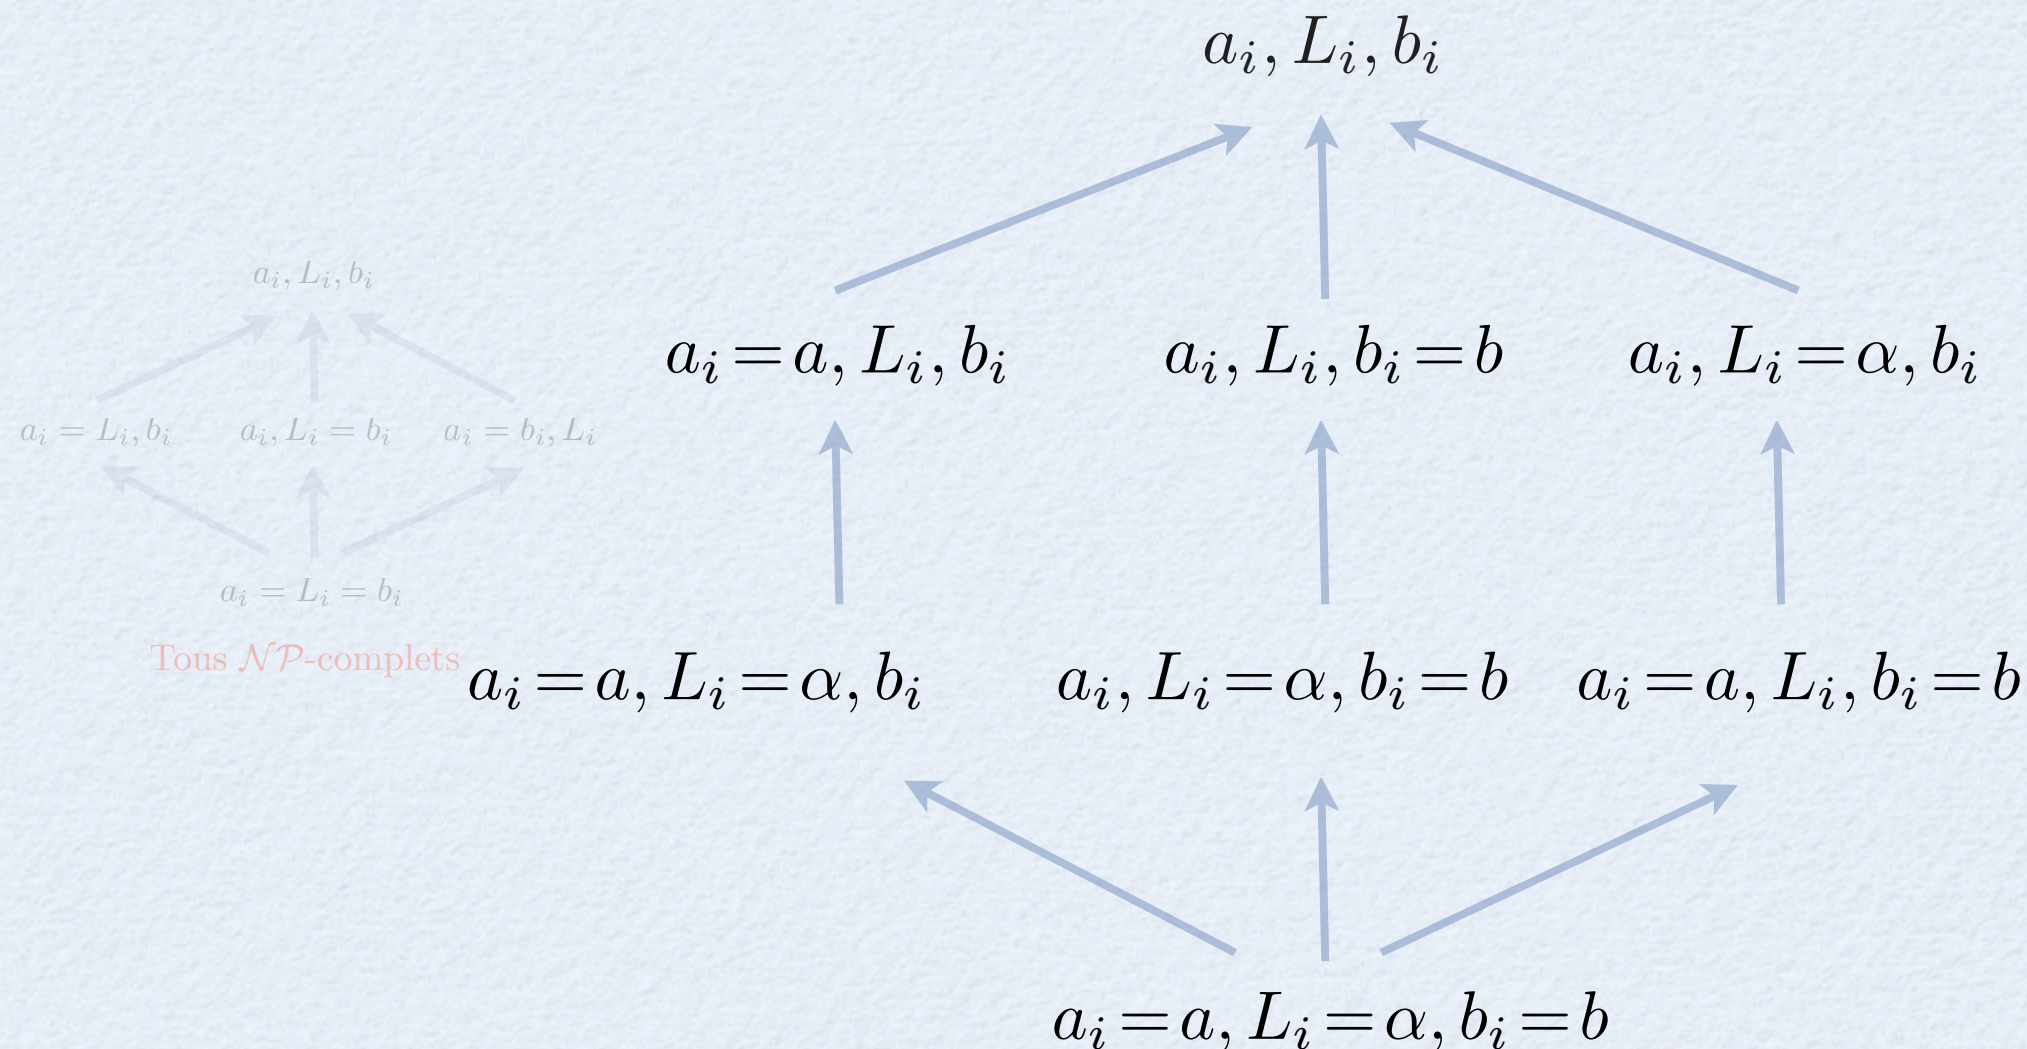 a_i, L_i, b_i
a_i, L_i, b_i
a_i = a, L_i, b_i
a_i, L_i, b_i = b
a_i, L_i = α, b_i
a_i = L_i, b_i
a_i, L_i = b_i
a_i = b_i, L_i
a_i = L_i = b_i
Tous 𝒩𝒫-complets
a_i = a, L_i = α, b_i
a_i, L_i = α, b_i = b
a_i = a, L_i, b_i = b
a_i = a, L_i = α, b_i = b